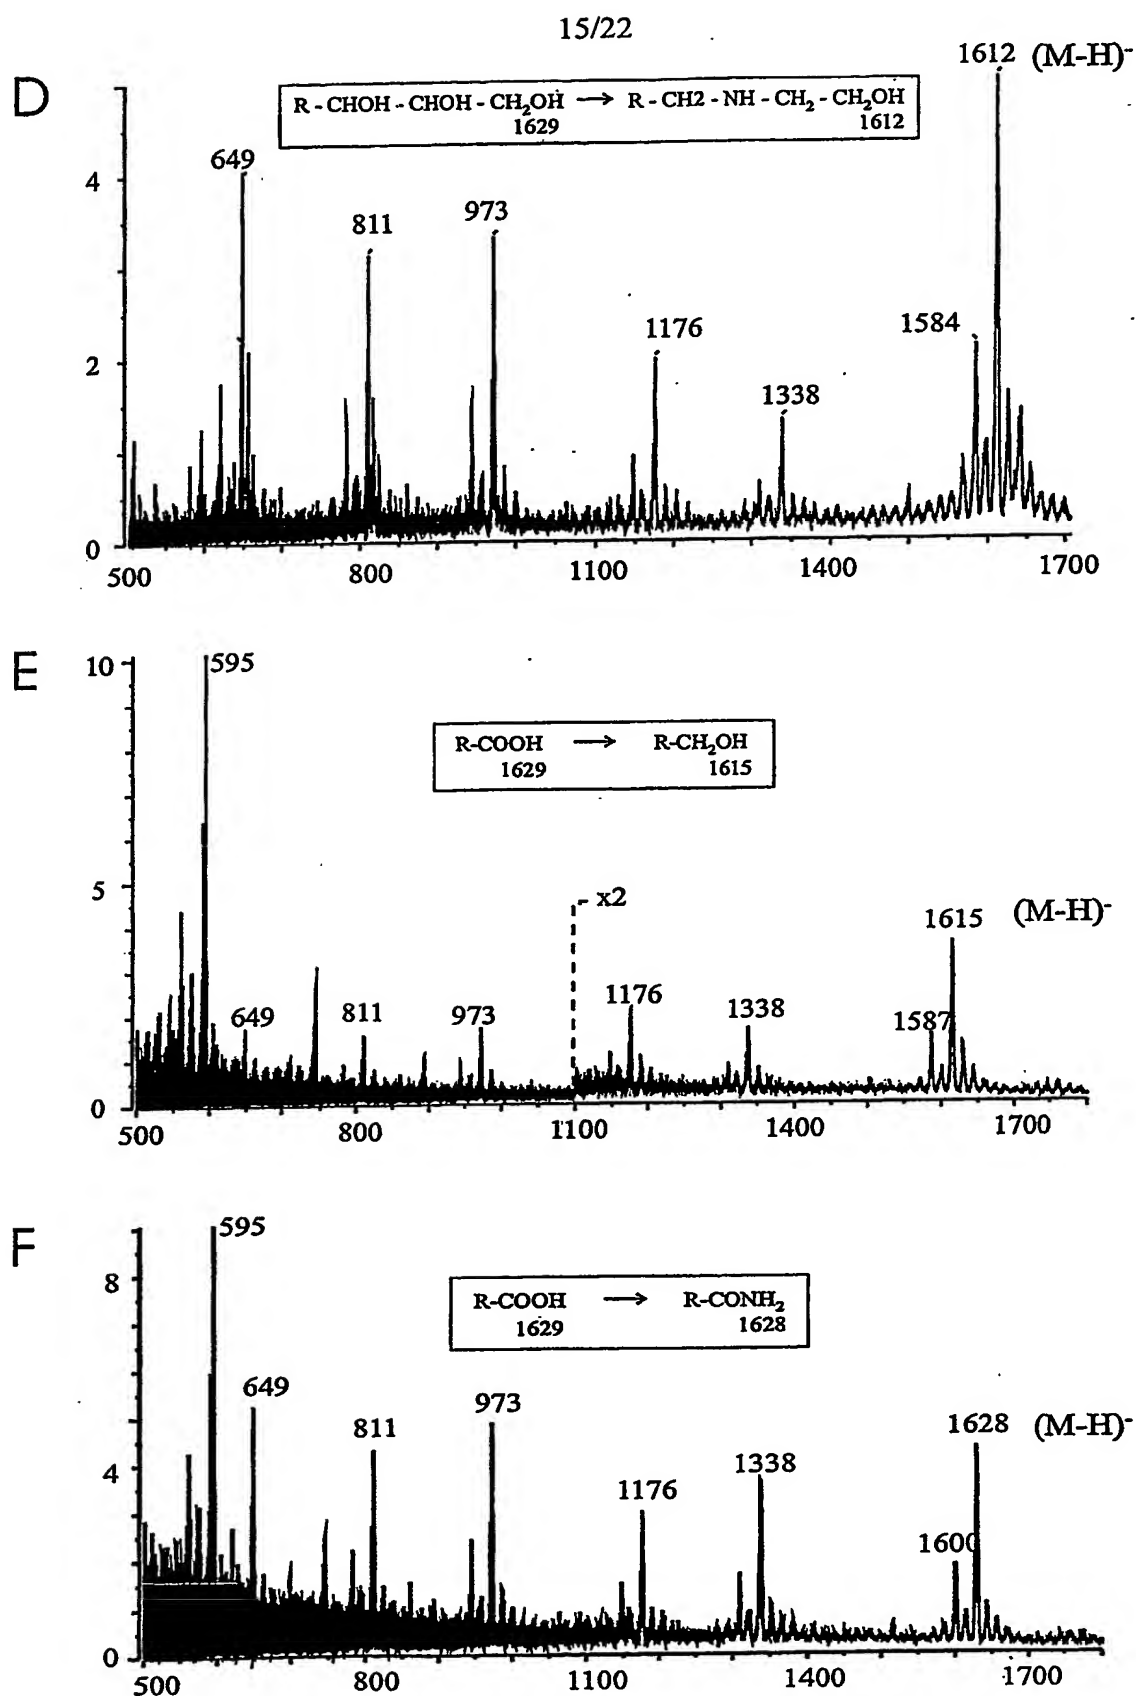 15/22
D
1612 (M-H)-
R - CHOH - CHOH - CH2OH → R - CH2 - NH - CH2 - CH2OH
1629 1612
649
811
973
1176
1338
1584
4
2
0
500 800 1100 1400 1700
E
10
595
R-COOH → R-CH2OH
1629 1615
5
x2
1615 (M-H)-
649
811
973
1176
1338
1587
0
500 800 1100 1400 1700
F
595
8
R-COOH → R-CONH2
1629 1628
649
811
973
1176
1338
1628 (M-H)-
1600
4
0
500 800 1100 1400 1700